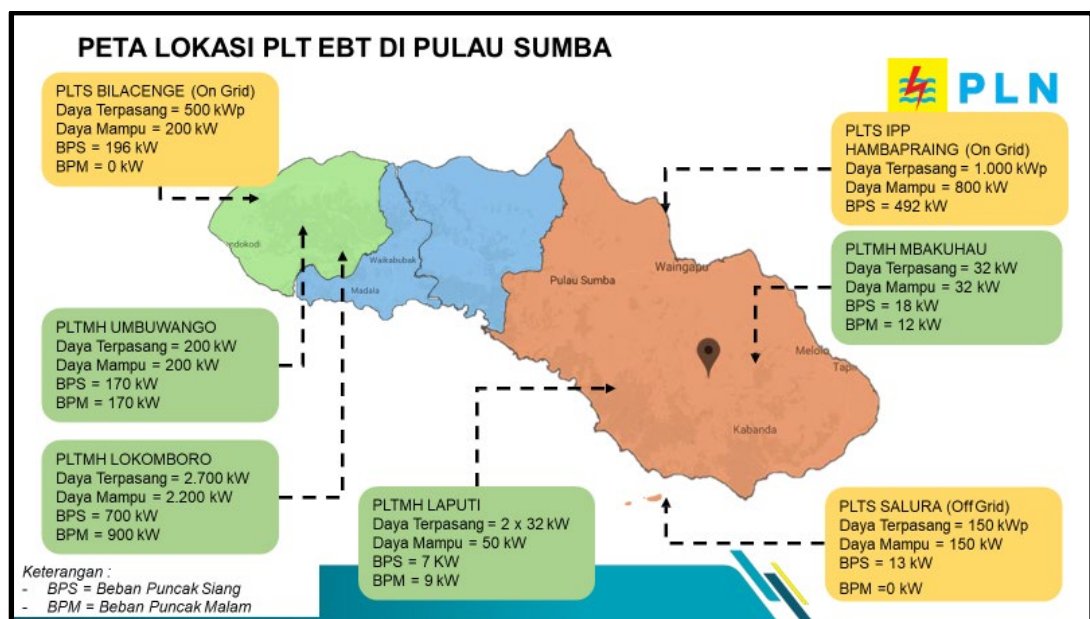 PETA LOKASI PLT EBT DI PULAU SUMBA
PLN
PLTS BILACENGE (On Grid)
Daya Terpasang = 500 kWp
Daya Mampu = 200 kW
BPS = 196 kW
BPM = 0 kW
PLTS IPP
HAMBAPRAING (On Grid)
Daya Terpasang = 1.000 kWp
Daya Mampu = 800 kW
BPS = 492 kW
PLTMH MBAKUHAU
Daya Terpasang = 32 kW
Daya Mampu = 32 kW
BPS = 18 kW
BPM = 12 kW
ndokodi
Waikabubak
Madala
Pulau Sumba
Waingapu
Melolo
Tapu
Kabanda
PLTMH UMBUWANGO
Daya Terpasang = 200 kW
Daya Mampu = 200 kW
BPS = 170 kW
BPM = 170 kW
PLTMH LOKOMBORO
Daya Terpasang = 2.700 kW
Daya Mampu = 2.200 kW
BPS = 700 kW
BPM = 900 kW
PLTMH LAPUTI
Daya Terpasang = 2 x 32 kW
Daya Mampu = 50 kW
BPS = 7 KW
BPM = 9 kW
PLTS SALURA (Off Grid)
Daya Terpasang = 150 kWp
Daya Mampu = 150 kW
BPS = 13 kW
BPM =0 kW
Keterangan :
- BPS = Beban Puncak Siang
- BPM = Beban Puncak Malam